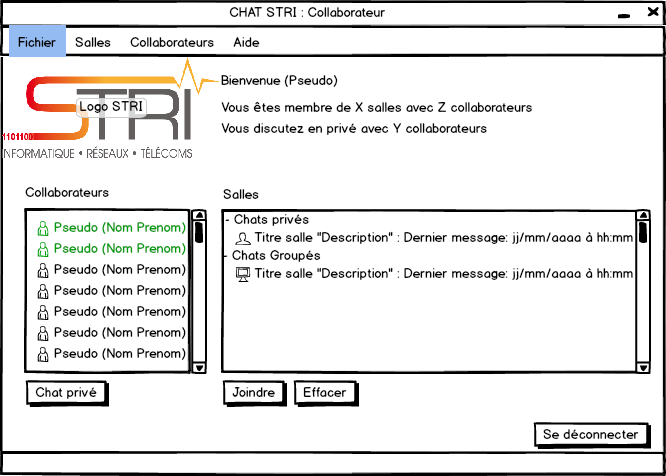 CHAT STRI : Collaborateur
Fichier Salles Collaborateurs Aide
STRI
Logo STRI
11011000
INFORMATIQUE • RÉSEAUX • TÉLÉCOMS
Bienvenue (Pseudo)
Vous êtes membre de X salles avec Z collaborateurs
Vous discutez en privé avec Y collaborateurs
Collaborateurs
Pseudo (Nom Prenom)
Pseudo (Nom Prenom)
Pseudo (Nom Prenom)
Pseudo (Nom Prenom)
Pseudo (Nom Prenom)
Pseudo (Nom Prenom)
Pseudo (Nom Prenom)
Chat privé
Salles
- Chats privés
Titre salle "Description" : Dernier message: jj/mm/aaaa à hh:mm
- Chats Groupés
Titre salle "Description" : Dernier message: jj/mm/aaaa à hh:mm
Joindre Effacer
Se déconnecter